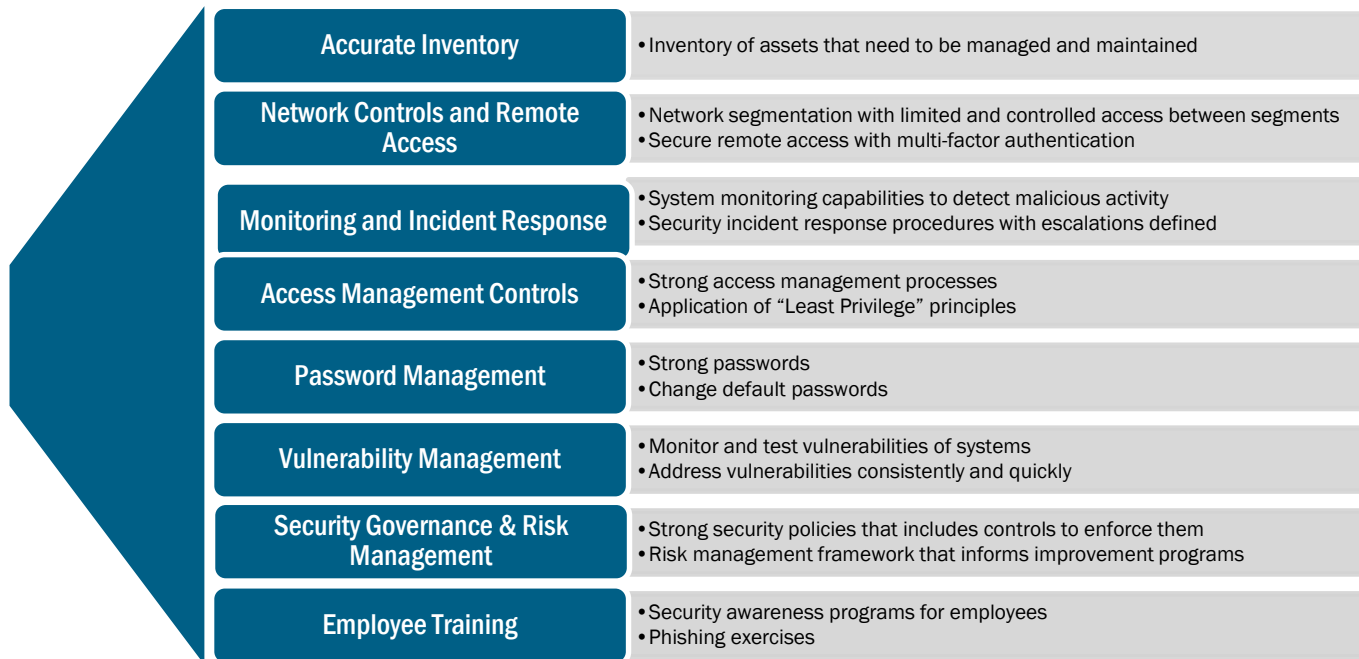 Accurate Inventory
•Inventory of assets that need to be managed and maintained
Network Controls and Remote
Access
•Network segmentation with limited and controlled access between segments
•Secure remote access with multi-factor authentication
Monitoring and Incident Response
•System monitoring capabilities to detect malicious activity
•Security incident response procedures with escalations defined
Access Management Controls
•Strong access management processes
•Application of “Least Privilege” principles
Password Management
•Strong passwords
•Change default passwords
Vulnerability Management
•Monitor and test vulnerabilities of systems
•Address vulnerabilities consistently and quickly
Security Governance & Risk
Management
•Strong security policies that includes controls to enforce them
•Risk management framework that informs improvement programs
Employee Training
•Security awareness programs for employees
•Phishing exercises